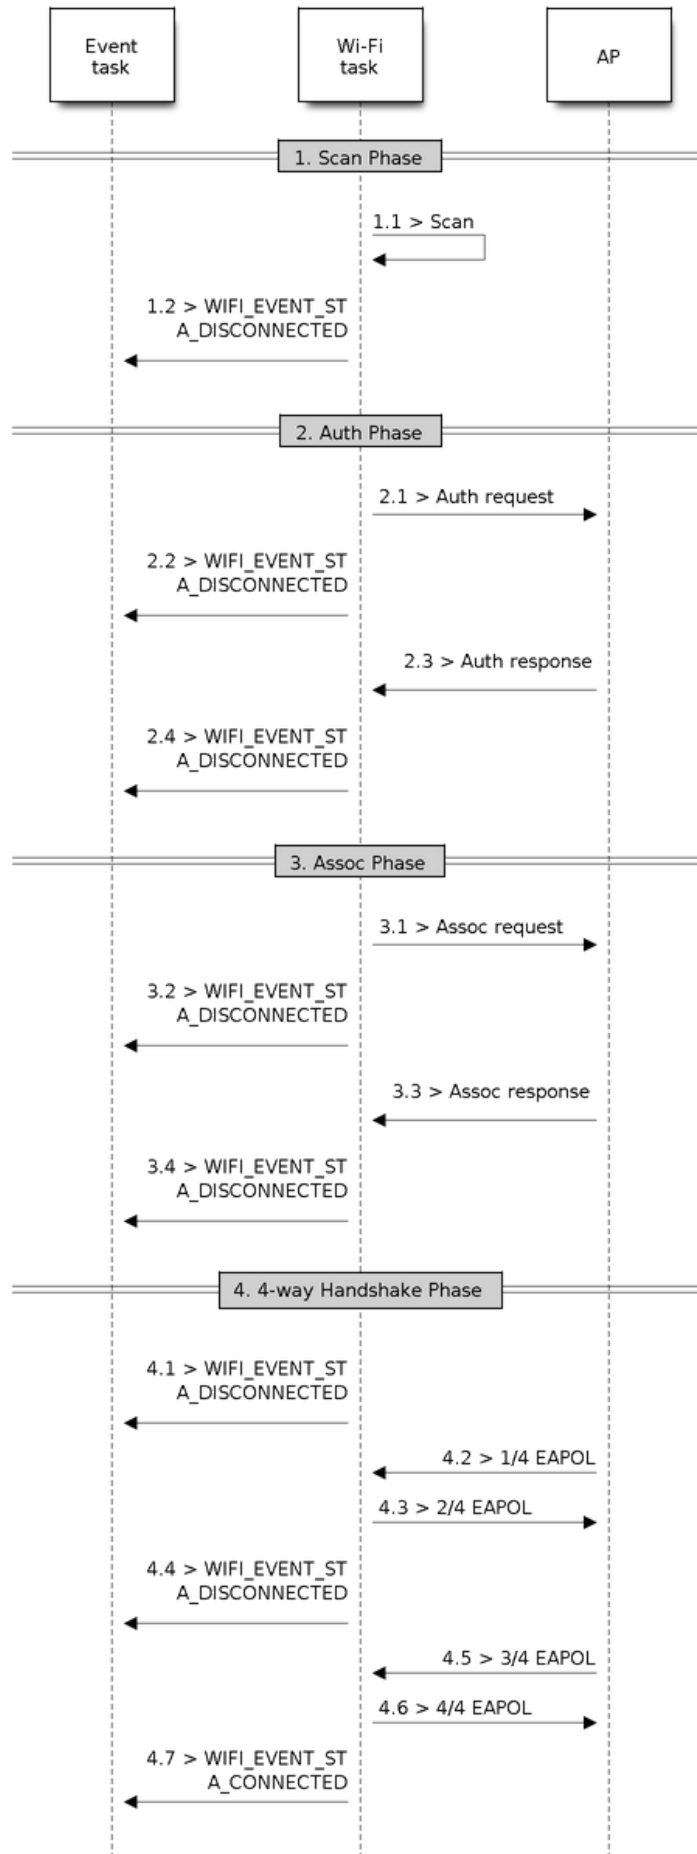 Event
task
Wi-Fi
task
AP
1. Scan Phase
1.1 > Scan
1.2 > WIFI_EVENT_ST
A_DISCONNECTED
2. Auth Phase
2.1 > Auth request
2.2 > WIFI_EVENT_ST
A_DISCONNECTED
2.3 > Auth response
2.4 > WIFI_EVENT_ST
A_DISCONNECTED
3. Assoc Phase
3.1 > Assoc request
3.2 > WIFI_EVENT_ST
A_DISCONNECTED
3.3 > Assoc response
3.4 > WIFI_EVENT_ST
A_DISCONNECTED
4. 4-way Handshake Phase
4.1 > WIFI_EVENT_ST
A_DISCONNECTED
4.2 > 1/4 EAPOL
4.3 > 2/4 EAPOL
4.4 > WIFI_EVENT_ST
A_DISCONNECTED
4.5 > 3/4 EAPOL
4.6 > 4/4 EAPOL
4.7 > WIFI_EVENT_ST
A_CONNECTED